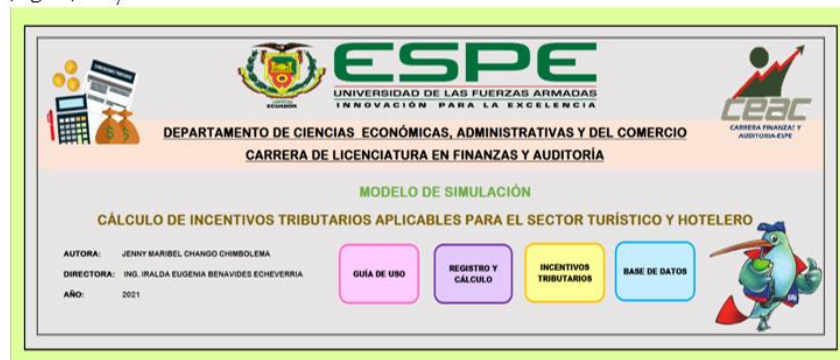 ESPE
UNIVERSIDAD DE LAS FUERZAS ARMADAS
INNOVACIÓN PARA LA EXCELENCIA
ECUADOR
ceac
CARRERA FINANZAS Y
AUDITORIA-ESPE
DEPARTAMENTO DE CIENCIAS ECONÓMICAS, ADMINISTRATIVAS Y DEL COMERCIO
CARRERA DE LICENCIATURA EN FINANZAS Y AUDITORÍA
MODELO DE SIMULACIÓN
CÁLCULO DE INCENTIVOS TRIBUTARIOS APLICABLES PARA EL SECTOR TURÍSTICO Y HOTELERO
AUTORA: JENNY MARIBEL CHANGO CHIMBOLEMA
DIRECTORA: ING. IRALDA EUGENIA BENAVIDES ECHEVERRIA
AÑO: 2021
GUÍA DE USO
REGISTRO Y
CÁLCULO
INCENTIVOS
TRIBUTARIOS
BASE DE DATOS